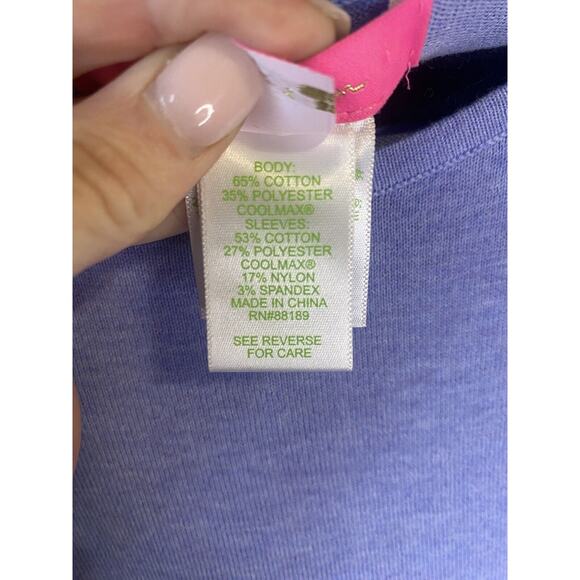 BODY:
65% COTTON
35% POLYESTER
COOLMAX®
SLEEVES:
53% COTTON
27% POLYESTER
COOLMAX®
17% NYLON
3% SPANDEX
MADE IN CHINA
RN#88189
SEE REVERSE
FOR CARE